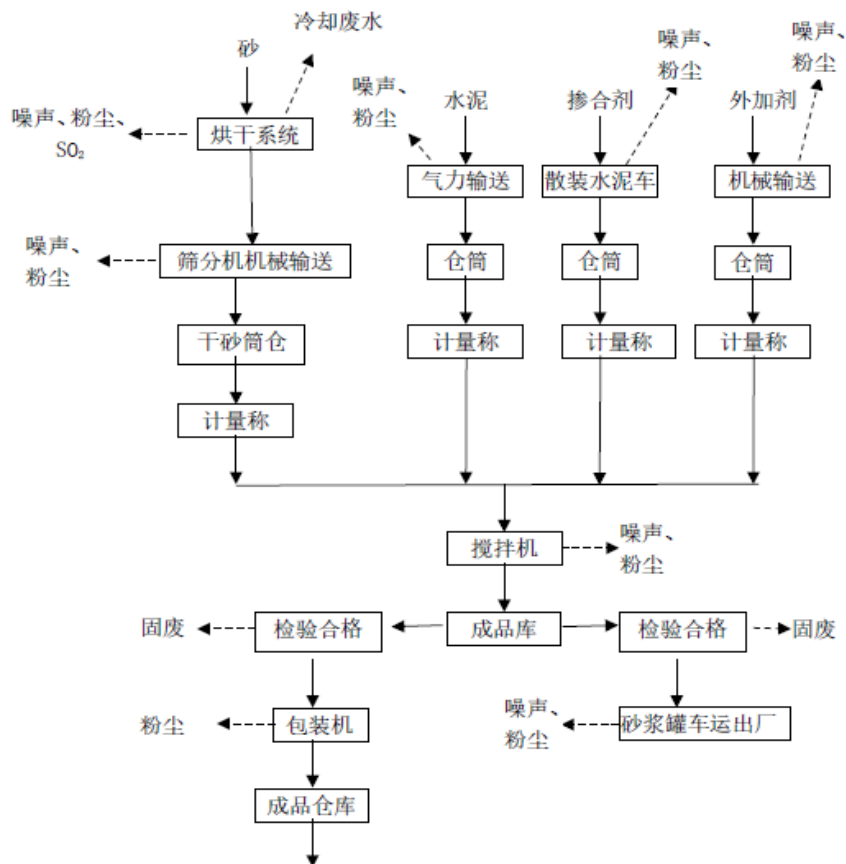 冷却废水
砂
噪声、
粉尘
噪声、
粉尘
噪声、
粉尘
水泥
掺合剂
外加剂
噪声、粉尘、
SO₂
烘干系统
气力输送
散装水泥车
机械输送
噪声、
粉尘
筛分机机械输送
仓筒
仓筒
仓筒
干砂筒仓
计量称
计量称
计量称
计量称
搅拌机
噪声、
粉尘
固废
检验合格
成品库
检验合格
固废
粉尘
包装机
噪声、
粉尘
砂浆罐车运出厂
成品仓库